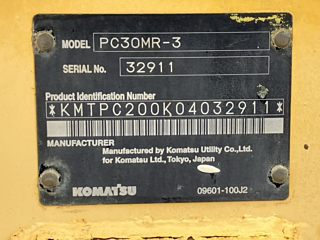 MODEL PC30MR-3
SERIAL No. 32911
Product Identification Number
*KMTPC200K04032911*
MANUFACTURER
Manufactured by Komatsu Utility Co.,Ltd.
for Komatsu Ltd.,Tokyo, Japan
KOMATSU 09601-100J2